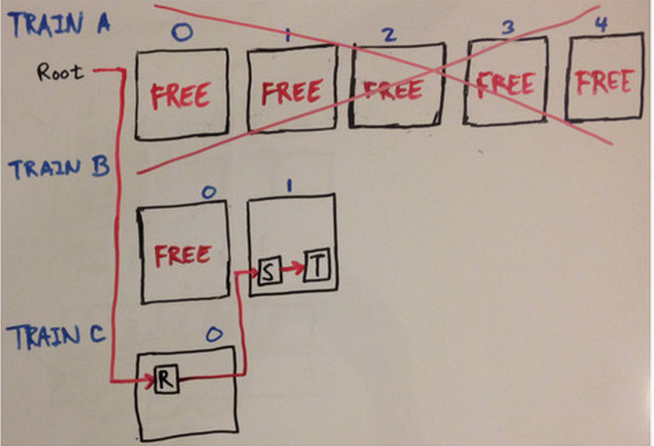 TRAIN A 0 1 2 3 4
Root FREE FREE FREE FREE FREE
TRAIN B
0 1
FREE
S T
TRAIN C 0
R